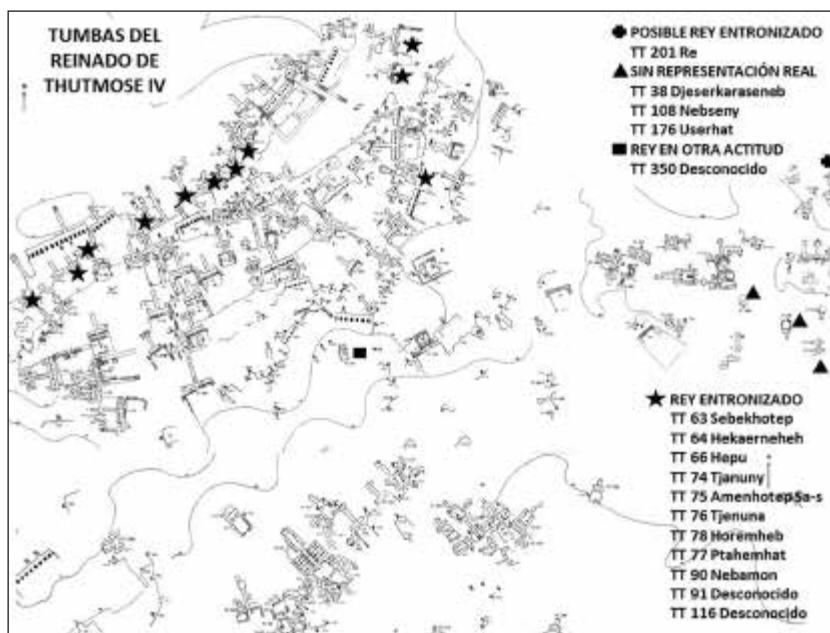 TUMBAS DEL
REINADO DE
THUTMOSE IV
POSIBLE REY ENTRONIZADO
TT 201 Re
SIN REPRESENTACIÓN REAL
TT 38 Djeserkaraseneb
TT 108 Nebseny
TT 176 Userhat
REY EN OTRA ACTITUD
TT 350 Desconocido
REY ENTRONIZADO
TT 63 Sebekhotep
TT 64 Hekaerneheh
TT 66 Hepu
TT 74 Tjanuny
TT 75
TT 76 Tjenuna
TT 78 Horemheb
TT 77 Ptahemhat
TT 90 Nebamon
TT 91 Desconocido
TT 116 Desconocido